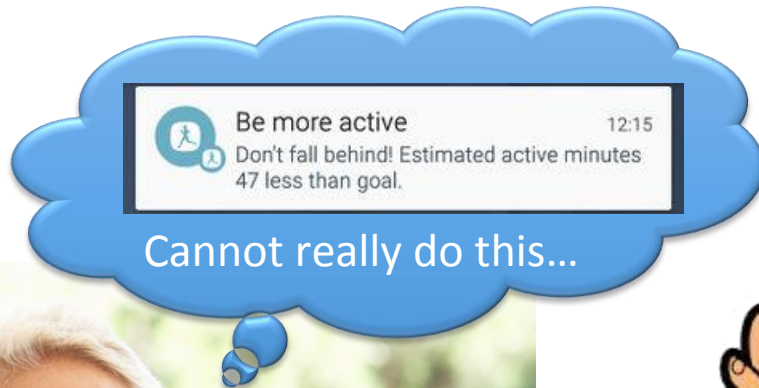 Be more active 12:15
Don't fall behind! Estimated active minutes
47 less than goal.
Cannot really do this...